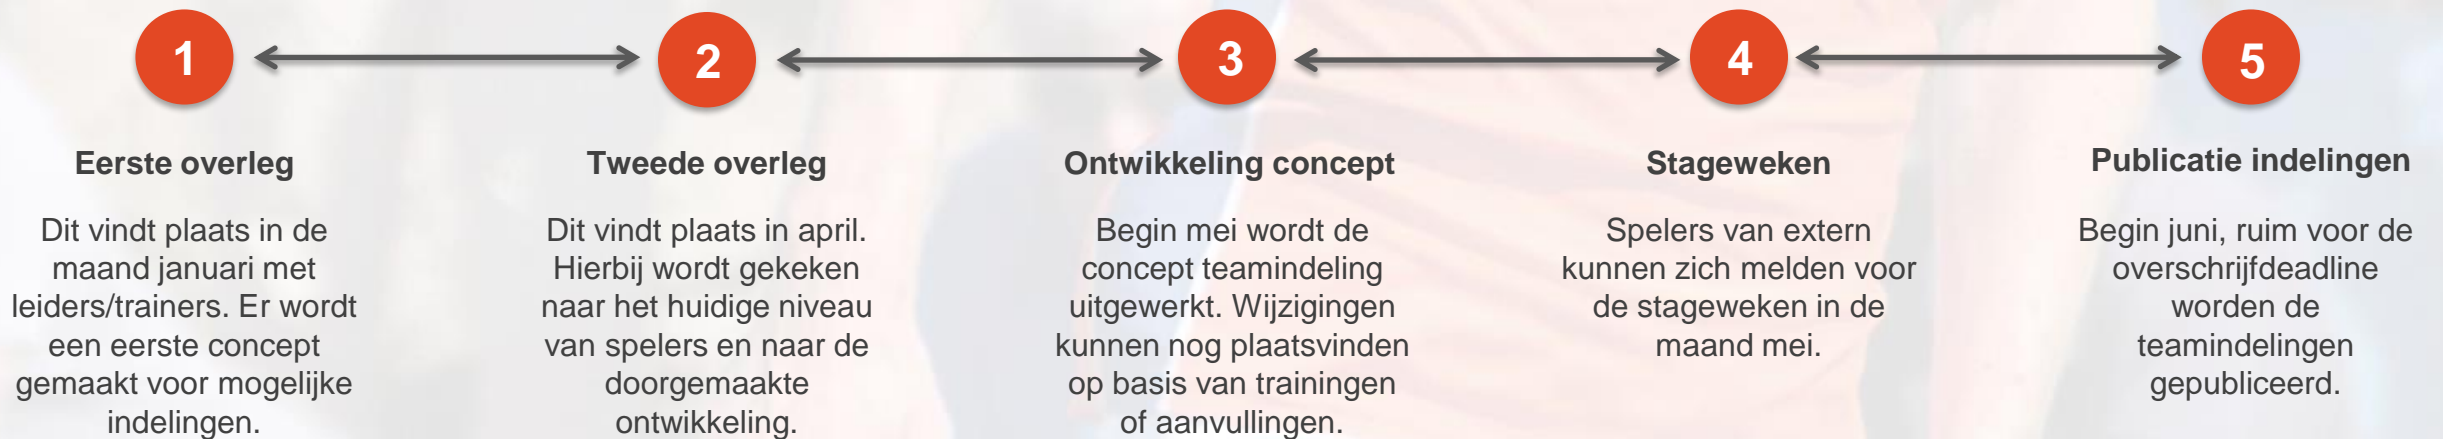 1
2
3
4
5
Eerste overleg
Dit vindt plaats in de
maand januari met
leiders/trainers. Er wordt
een eerste concept
gemaakt voor mogelijke
indelingen.
Tweede overleg
Dit vindt plaats in april.
Hierbij wordt gekeken
naar het huidige niveau
van spelers en naar de
doorgemaakte
ontwikkeling.
Ontwikkeling concept
Begin mei wordt de
concept teamindeling
uitgewerkt. Wijzigingen
kunnen nog plaatsvinden
op basis van trainingen
of aanvullingen.
Stageweken
Spelers van extern
kunnen zich melden voor
de stageweken in de
maand mei.
Publicatie indelingen
Begin juni, ruim voor de
overschrijfdeadline
worden de
teamindelingen
gepubliceerd.